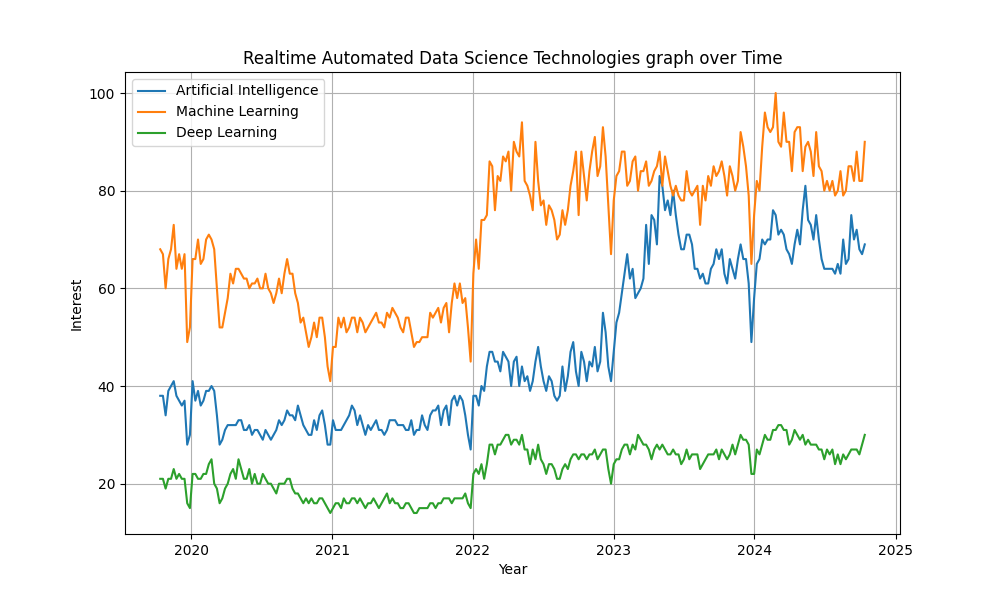 Realtime Automated Data Science Technologies graph over Time
Artificial Intelligence
Machine Learning
Deep Learning
100
80
60
40
20
Interest
2020 2021 2022 2023 2024 2025
Year